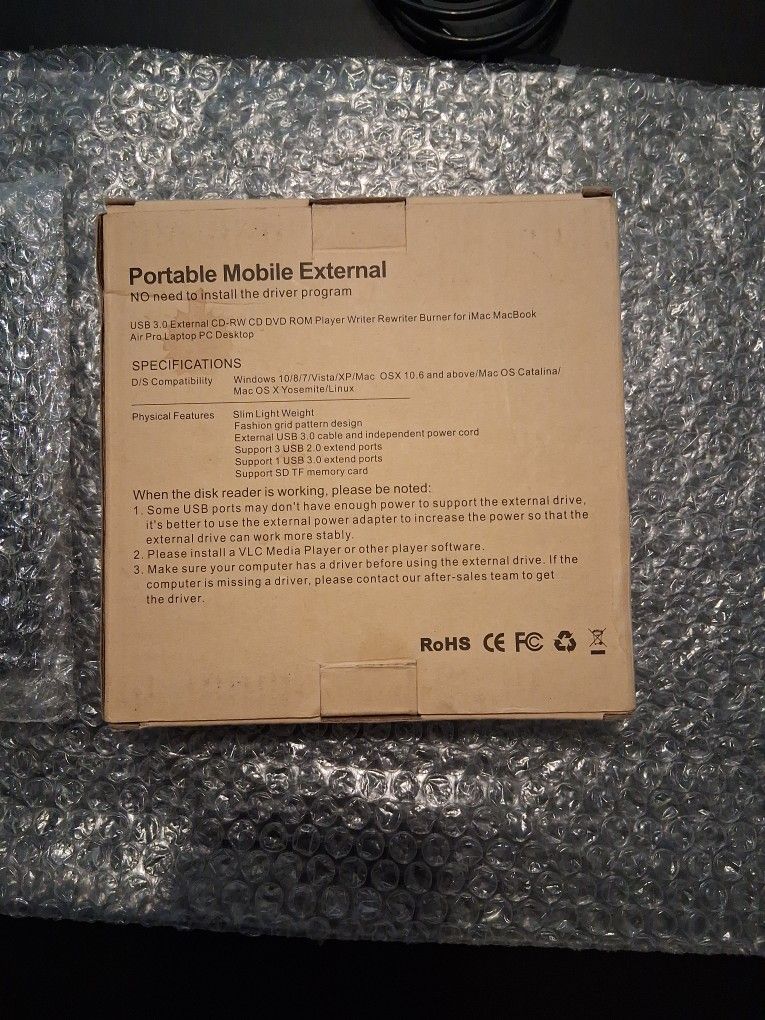 Portable Mobile External
NO need to install the driver program
USB 3.0 External CD-RW CD DVD ROM Player Writer Rewriter Burner for iMac MacBook
Air Pro Laptop PC Desktop
SPECIFICATIONS
D/S Compatibility Windows 10/8/7/Vista/XP/Mac OSX 10.6 and above/Mac OS Catalina/
Mac OS X Yosemite/Linux
Physical Features Slim Light Weight
Fashion grid pattern design
External USB 3.0 cable and independent power cord
Support 3 USB 2.0 extend ports
Support 1 USB 3.0 extend ports
Support SD TF memory card
When the disk reader is working, please be noted:
1. Some USB ports may don't have enough power to support the external drive,
it's better to use the external power adapter to increase the power so that the
external drive can work more stably.
2. Please install a VLC Media Player or other player software.
3. Make sure your computer has a driver before using the external drive. If the
computer is missing a driver, please contact our after-sales team to get
the driver.
RoHS CE FC